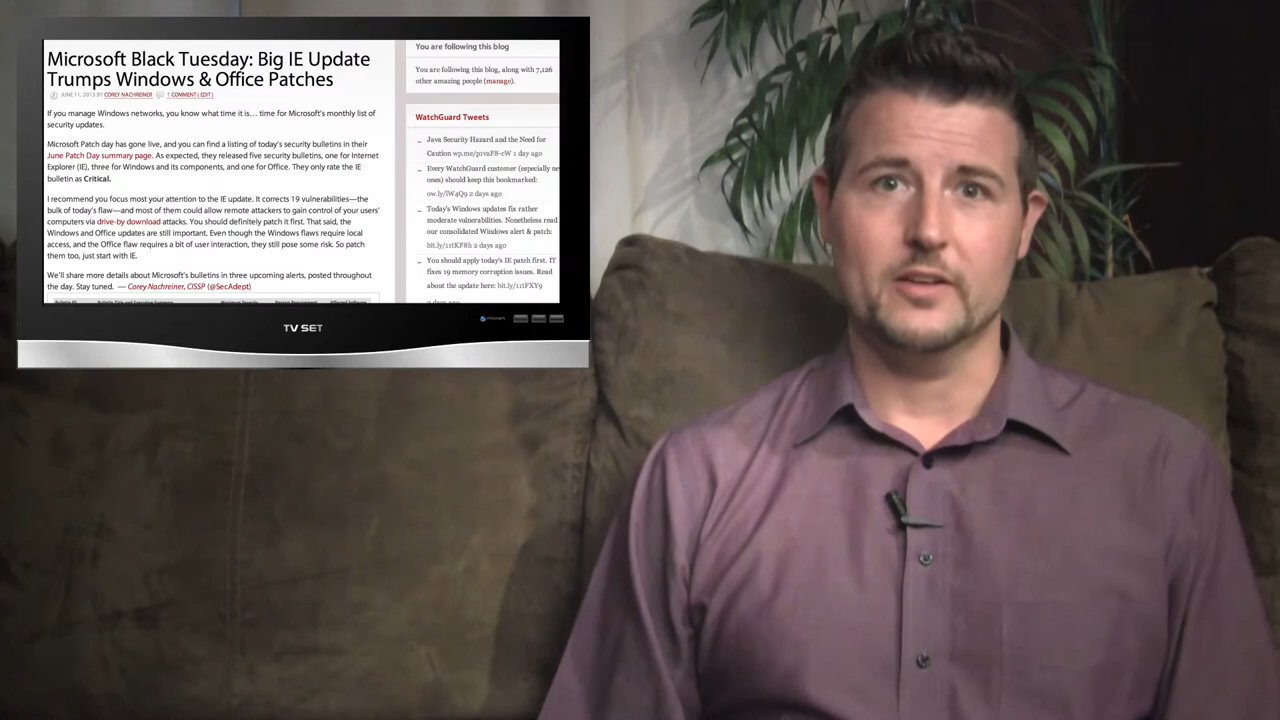 Microsoft Black Tuesday: Big IE Update
Trumps Windows & Office Patches
JUNE 11, 2013 BY COREY NACHREINER 1 COMMENT ( EDIT )
If you manage Windows networks, you know what time it is… time for Microsoft's monthly list of
security updates.
Microsoft Patch day has gone live, and you can find a listing of today's security bulletins in their
June Patch Day summary page. As expected, they released five security bulletins, one for Internet
Explorer (IE), three for Windows and its components, and one for Office. They only rate the IE
bulletin as Critical.
I recommend you focus most your attention to the IE update. It corrects 19 vulnerabilities—the
bulk of today's flaw—and most of them could allow remote attackers to gain control of your users'
computers via drive-by download attacks. You should definitely patch it first. That said, the
Windows and Office updates are still important. Even though the Windows flaws require local
access, and the Office flaw requires a bit of user interaction, they still pose some risk. So patch
them too, just start with IE.
We'll share more details about Microsoft's bulletins in three upcoming alerts, posted throughout
the day. Stay tuned. — Corey Nachreiner, CISSP (@SecAdept)
You are following this blog
You are following this blog, along with 7,126
other amazing people (manage).
WatchGuard Tweets
Java Security Hazard and the Need for
Caution wp.me/p1vaF8-cW 1 day ago
Every WatchGuard customer (especially
ones) should keep this bookmarked:
ow.ly/lW4Q9 2 days ago
Today's Windows updates fix rather
moderate vulnerabilities. Nonetheless read
our consolidated Windows alert & patch:
bit.ly/11tKF8h 2 days ago
You should apply today's IE patch first. IT
fixes 19 memory corruption issues. Read
about the update here: bit.ly/11tFXY9
TV SET
POWER